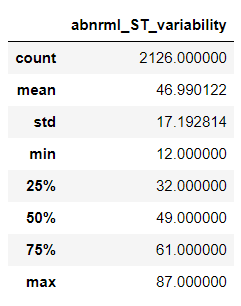 abnrml_ST_variability
count 2126.000000
mean 46.990122
std 17.192814
min 12.000000
25% 32.000000
50% 49.000000
75% 61.000000
max 87.000000